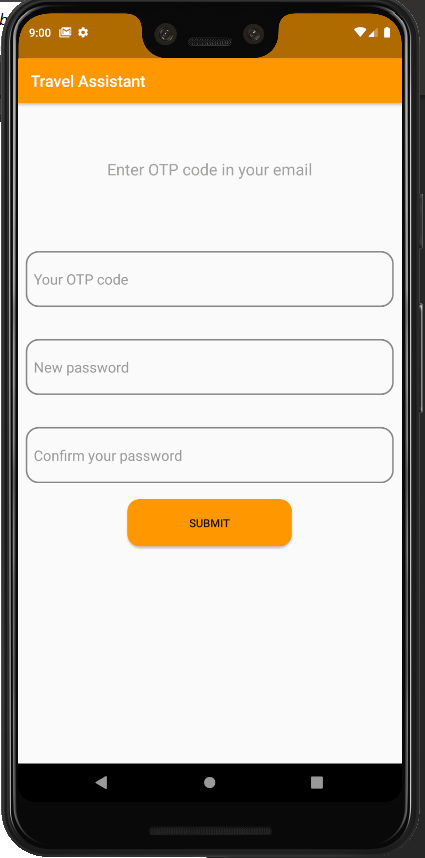 9:00
Travel Assistant
Enter OTP code in your email
Your OTP code
New password
Confirm your password
SUBMIT